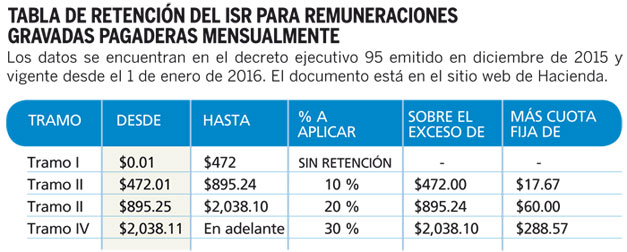 TABLA DE RETENCIÓN DEL ISR PARA REMUNERACIONES
GRAVADAS PAGADERAS MENSUALMENTE
Los datos se encuentran en el decreto ejecutivo 95 emitido en diciembre de 2015 y
vigente desde el 1 de enero de 2016. El documento está en el sitio web de Hacienda.
TRAMO DESDE HASTA % A APLICAR SOBRE EL EXCESO DE MÁS CUOTA FIJA DE
Tramo I $0.01 $472 SIN RETENCIÓN - -
Tramo II $472.01 $895.24 10 % $472.00 $17.67
Tramo II $895.25 $2,038.10 20 % $895.24 $60.00
Tramo IV $2,038.11 En adelante 30 % $2,038.10 $288.57